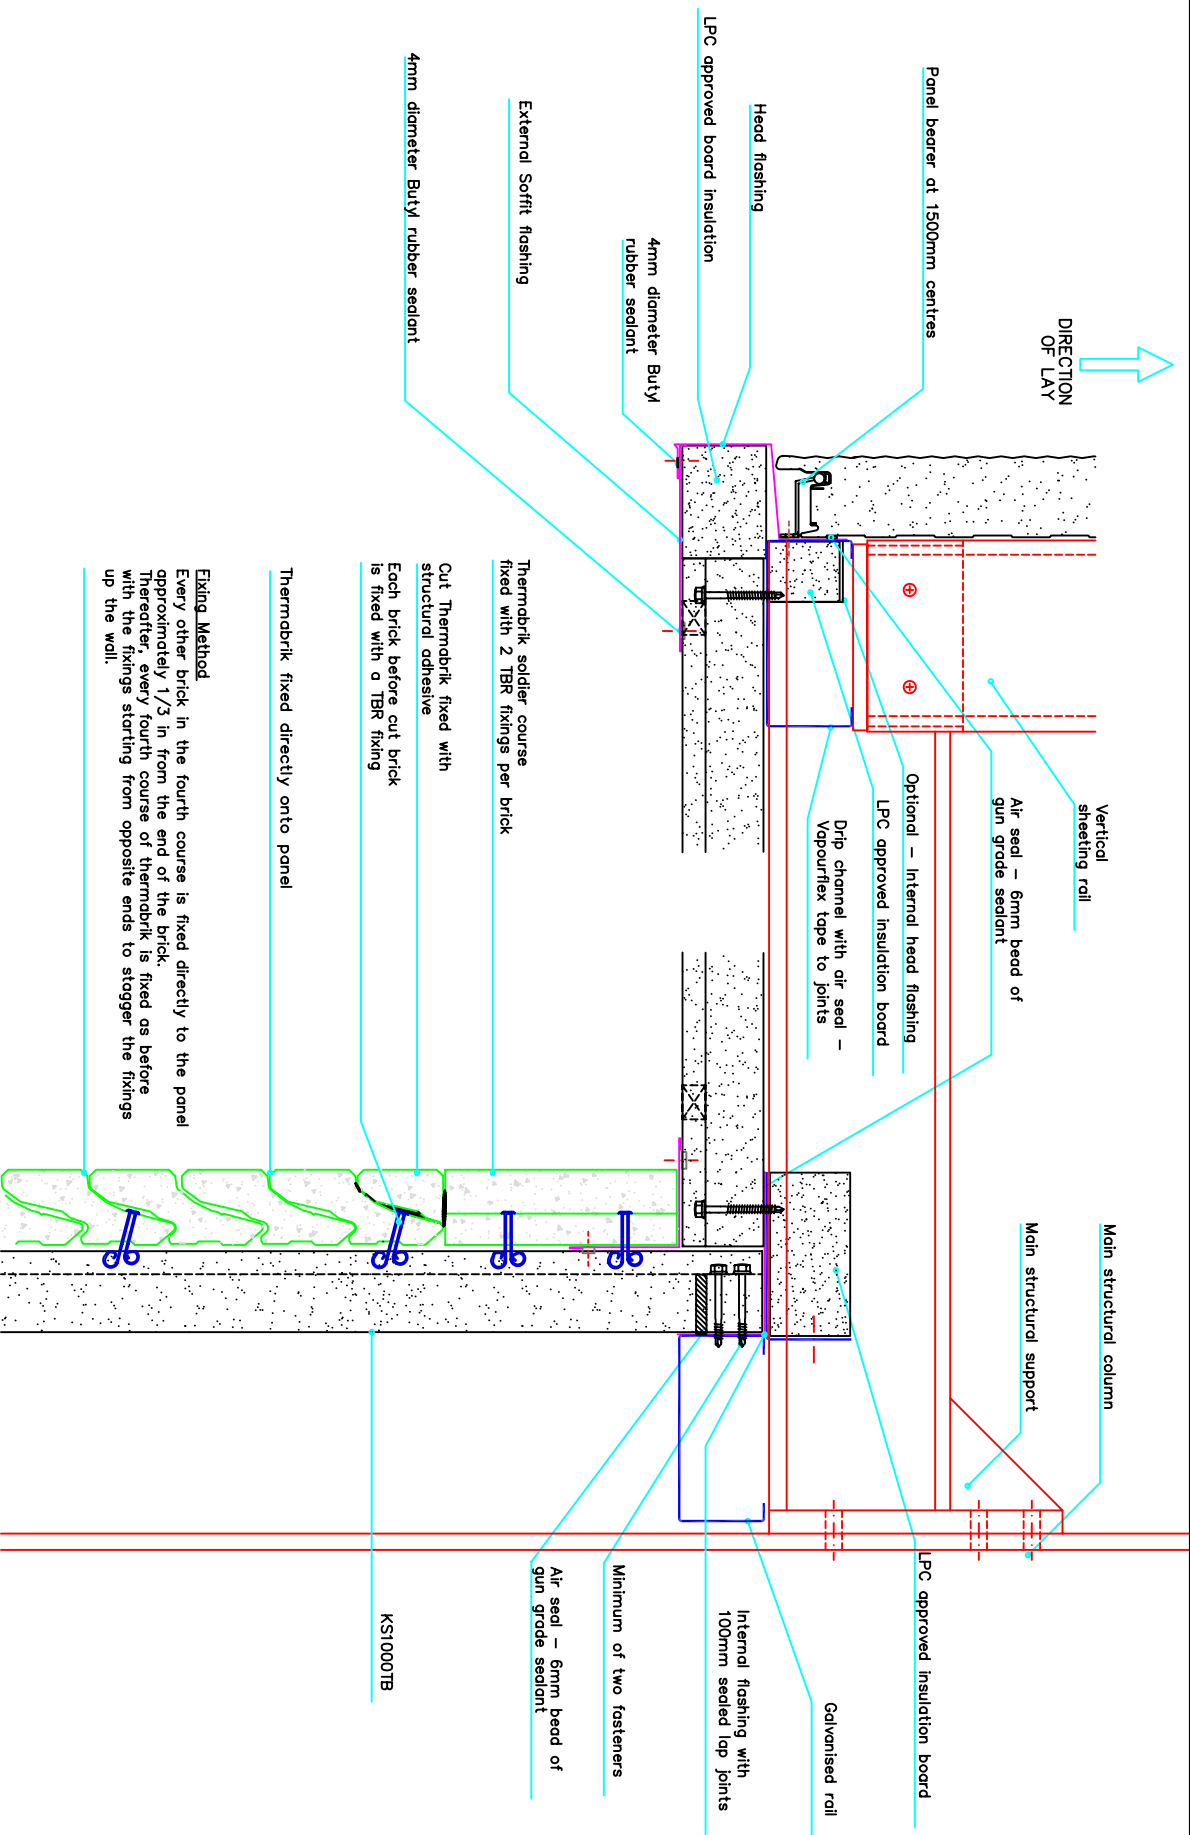 DIRECTION
OF LAY
Panel bearer at 1500mm centres
Head flashing
LPC approved board insulation
4mm diameter Butyl
rubber sealant
External Soffit flashing
4mm diameter Butyl rubber sealant
Vertical
sheeting rail
Air seal – 6mm bead of
gun grade sealant
Optional – Internal head flashing
LPC approved insulation board
Drip channel with air seal –
Vapourflex tape to joints
Thermabrik soldier course
fixed with 2 TBR fixings per brick
Cut Thermabrik fixed with
structural adhesive
Each brick before cut brick
is fixed with a TBR fixing
Thermabrik fixed directly onto panel
Fixing Method
Every other brick in the fourth course is fixed directly to the panel
approximately 1/3 in from the end of the brick.
Thereafter, every fourth course of thermabrik is fixed as before
with the fixings starting from opposite ends to stagger the fixings
up the wall.
Main structural column
Main structural support
LPC approved insulation board
Galvanised rail
Internal flashing with
100mm sealed lap joints
Minimum of two fasteners
Air seal – 6mm bead of
gun grade sealant
KS1000TB